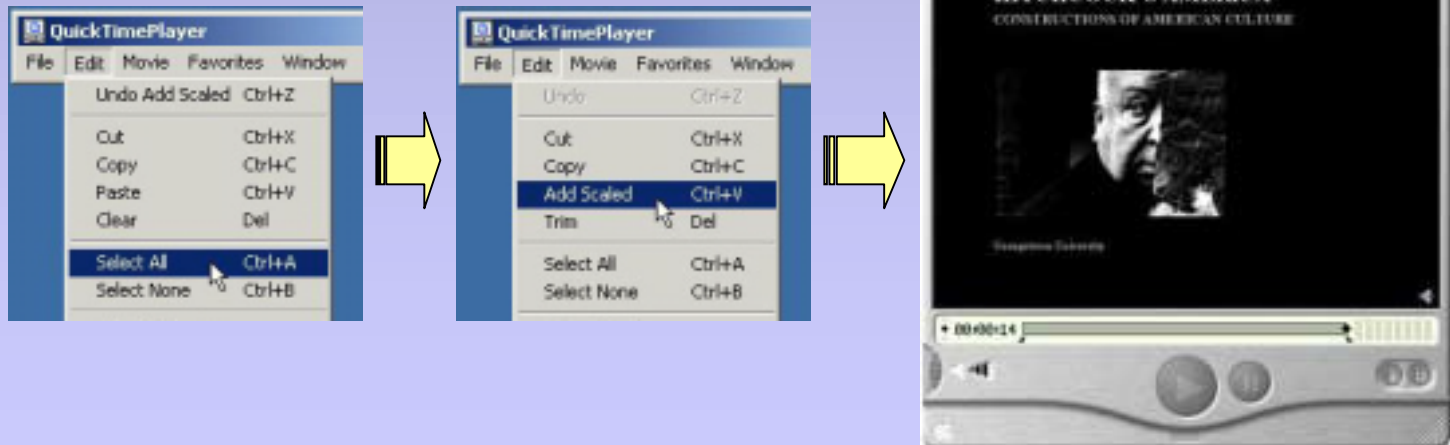 QuickTimePlayer
File Edit Movie Favorites Window
Undo Add Scaled Ctrl+Z
Cut Ctrl+X
Copy Ctrl+C
Paste Ctrl+V
Clear Del
Select All Ctrl+A
Select None Ctrl+B
QuickTimePlayer
File Edit Movie Favorites Window
Undo Ctrl+Z
Cut Ctrl+X
Copy Ctrl+C
Add Scaled Ctrl+V
Trim Del
Select All Ctrl+A
Select None Ctrl+B
CONSTRUCTIONS OF AMERICAN CULTURE
University
00:00:14